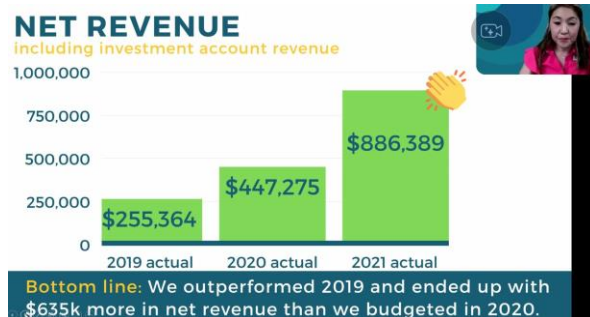 NET REVENUE
including investment account revenue
1,000,000
750,000
500,000
250,000
0
$255,364
$447,275
$886,389
2019 actual
2020 actual
2021 actual
Bottom line: We outperformed 2019 and ended up with
$635k more in net revenue than we budgeted in 2020.